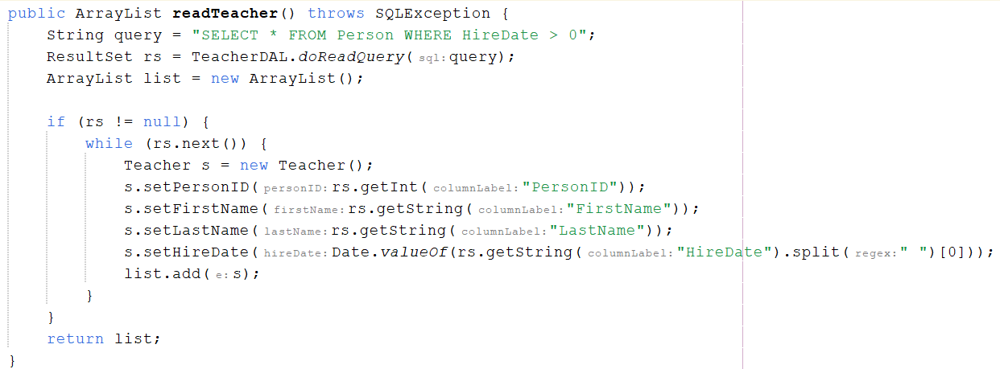 public ArrayList readTeacher() throws SQLException {
    String query = "SELECT * FROM Person WHERE HireDate > 0";
    ResultSet rs = TeacherDAL.doReadQuery( sql: query);
    ArrayList list = new ArrayList();

    if (rs != null) {
        while (rs.next()) {
            Teacher s = new Teacher();
            s.setPersonID( personID: rs.getInt( columnLabel: "PersonID"));
            s.setFirstName( firstName: rs.getString( columnLabel: "FirstName"));
            s.setLastName( lastName: rs.getString( columnLabel: "LastName"));
            s.setHireDate( hireDate: Date.valueOf(rs.getString( columnLabel: "HireDate").split( regex: " ")[0]));
            list.add( e: s);
        }
    }
    return list;
}